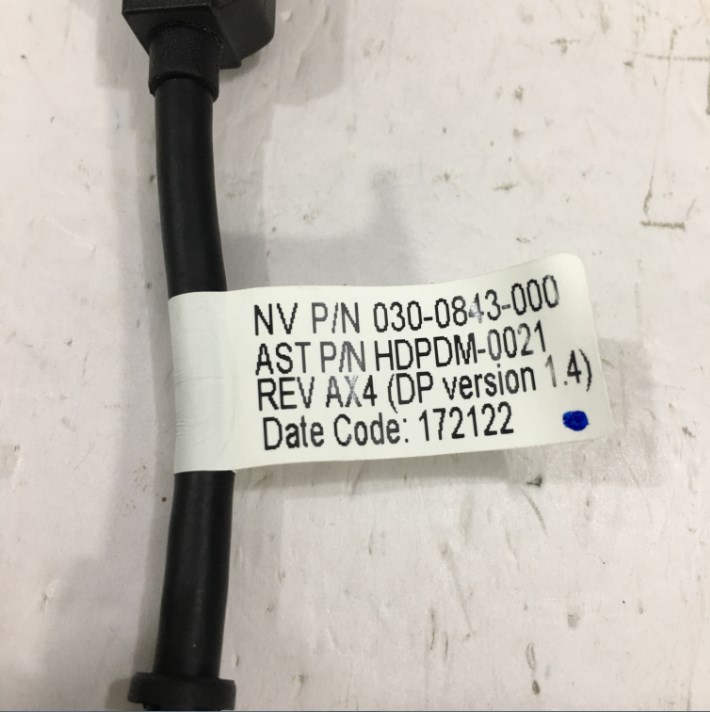 NV P/N 030-0843-000
AST P/N HDPDM-0021
REV AX4 (DP version 1.4)
Date Code: 172122